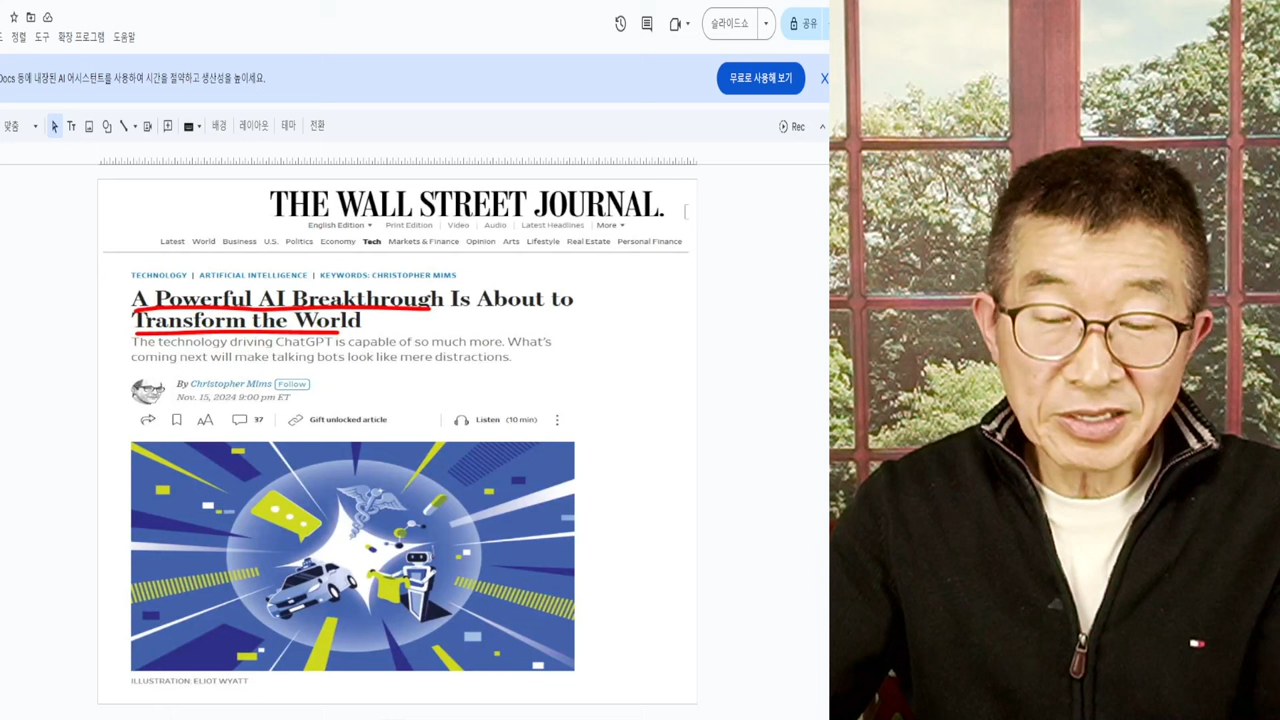 정렬 도구 확장 프로그램 도움말
슬라이드쇼
공유
Docs 등에 내장된 AI 어시스턴트를 사용하여 시간을 절약하고 생산성을 높이세요.
무료로 사용해 보기
X
맞춤
Tт
배경
레이아웃
테마
전환
Rec
THE WALL STREET JOURNAL.
English Edition
Print Edition
Video
Audio
Latest Headlines
More
Latest World Business U.S. Politics Economy Tech Markets & Finance Opinion Arts Lifestyle Real Estate Personal Finance
TECHNOLOGY | ARTIFICIAL INTELLIGENCE | KEYWORDS: CHRISTOPHER MIMS
A Powerful AI Breakthrough Is About to
Transform the World
The technology driving ChatGPT is capable of so much more. What's
coming next will make talking bots look like mere distractions.
By Christopher Mims Follow
Nov. 15, 2024 9:00 pm ET
AA
37
Gift unlocked article
Listen (10 min)
ILLUSTRATION: ELIOT WYATT